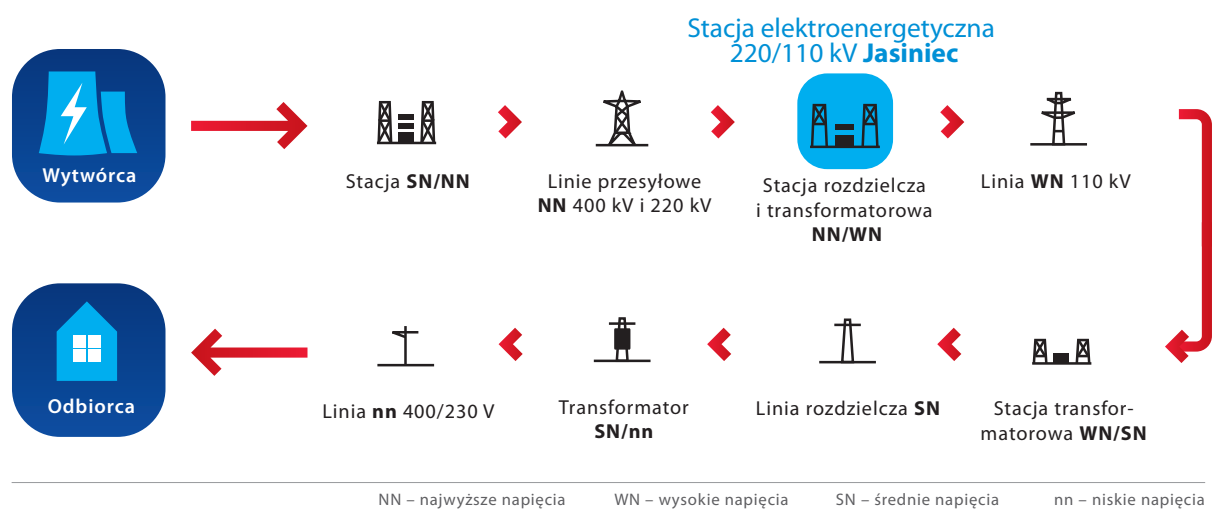 Stacja elektroenergetyczna
220/110 kV Jasiniec
Wytwórca
Stacja SN/NN
Linie przesyłowe
NN 400 kV i 220 kV
Stacja rozdzielcza
i transformatorowa
NN/WN
Linia WN 110 kV
Odbiorca
Linia nn 400/230 V
Transformator
SN/nn
Linia rozdzielcza SN
Stacja transfor-
matorowa WN/SN
NN – najwyższe napięcia
WN – wysokie napięcia
SN – średnie napięcia
nn – niskie napięcia